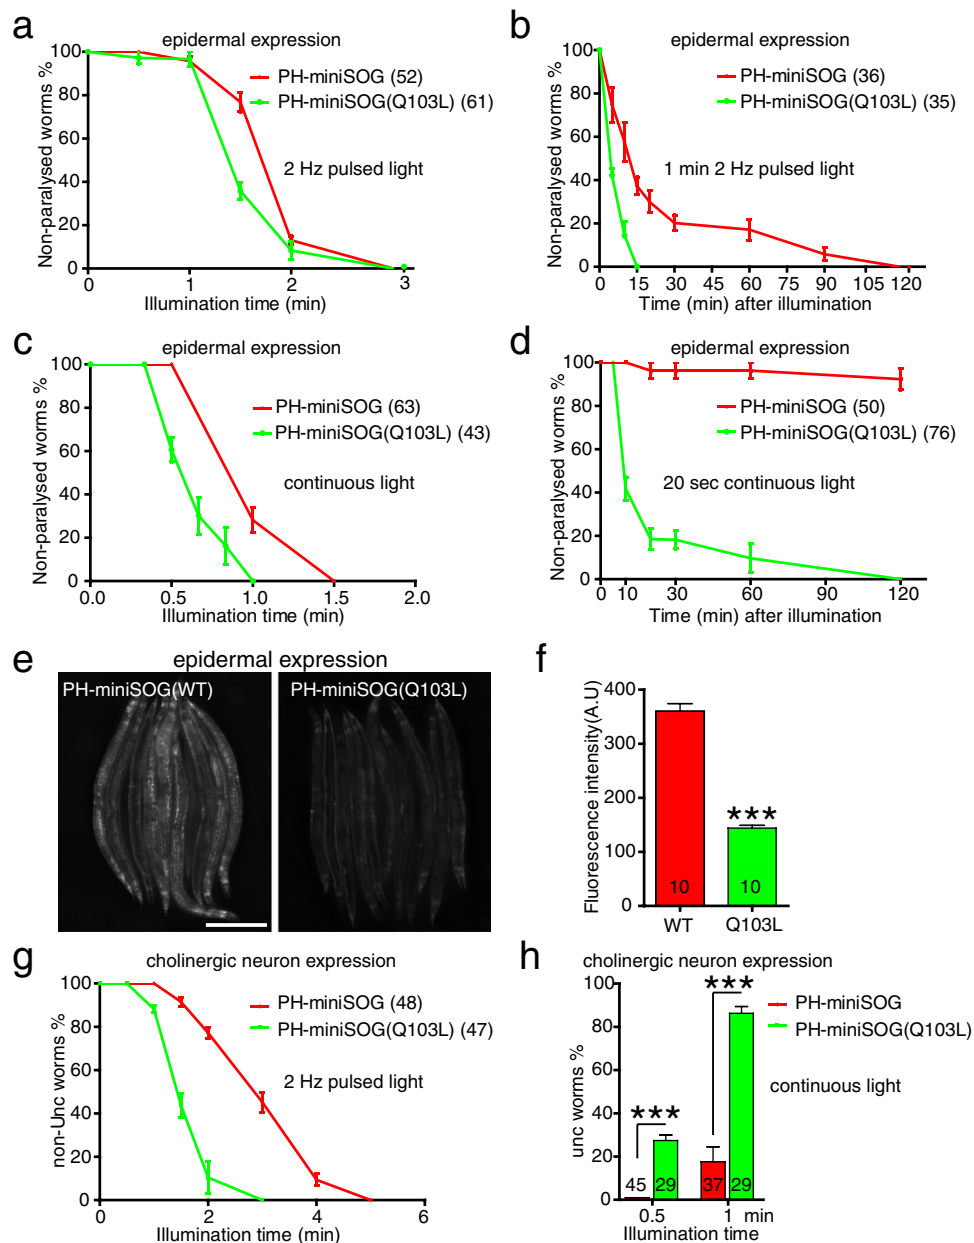 a
epidermal expression
Non-paralysed worms %
100
80
60
40
20
0
PH-miniSOG (52)
PH-miniSOG(Q103L) (61)
2 Hz pulsed light
0 1 2 3
Illumination time (min)
b
epidermal expression
Non-paralysed worms %
100
80
60
40
20
0
PH-miniSOG (36)
PH-miniSOG(Q103L) (35)
1 min 2 Hz pulsed light
0 15 30 45 60 75 90 105 120
Time (min) after illumination
c
epidermal expression
Non-paralysed worms %
100
80
60
40
20
0
PH-miniSOG (63)
PH-miniSOG(Q103L) (43)
continuous light
0.0 0.5 1.0 1.5 2.0
Illumination time (min)
d
epidermal expression
Non-paralysed worms %
100
80
60
40
20
0
PH-miniSOG (50)
PH-miniSOG(Q103L) (76)
20 sec continuous light
0 10 30 60 90 120
Time (min) after illumination
e
epidermal expression
PH-miniSOG(WT)
PH-miniSOG(Q103L)
f
Fluorescence intensity(A.U)
400
300
200
100
0
***
10 10
WT Q103L
g
cholinergic neuron expression
non-Unc worms %
100
80
60
40
20
0
PH-miniSOG (48)
PH-miniSOG(Q103L) (47)
2 Hz pulsed light
0 2 4 6
Illumination time (min)
h
cholinergic neuron expression
unc worms %
100
80
60
40
20
0
***
***
PH-miniSOG
PH-miniSOG(Q103L)
continuous light
45 29 37 29
0.5 1 min
Illumination time